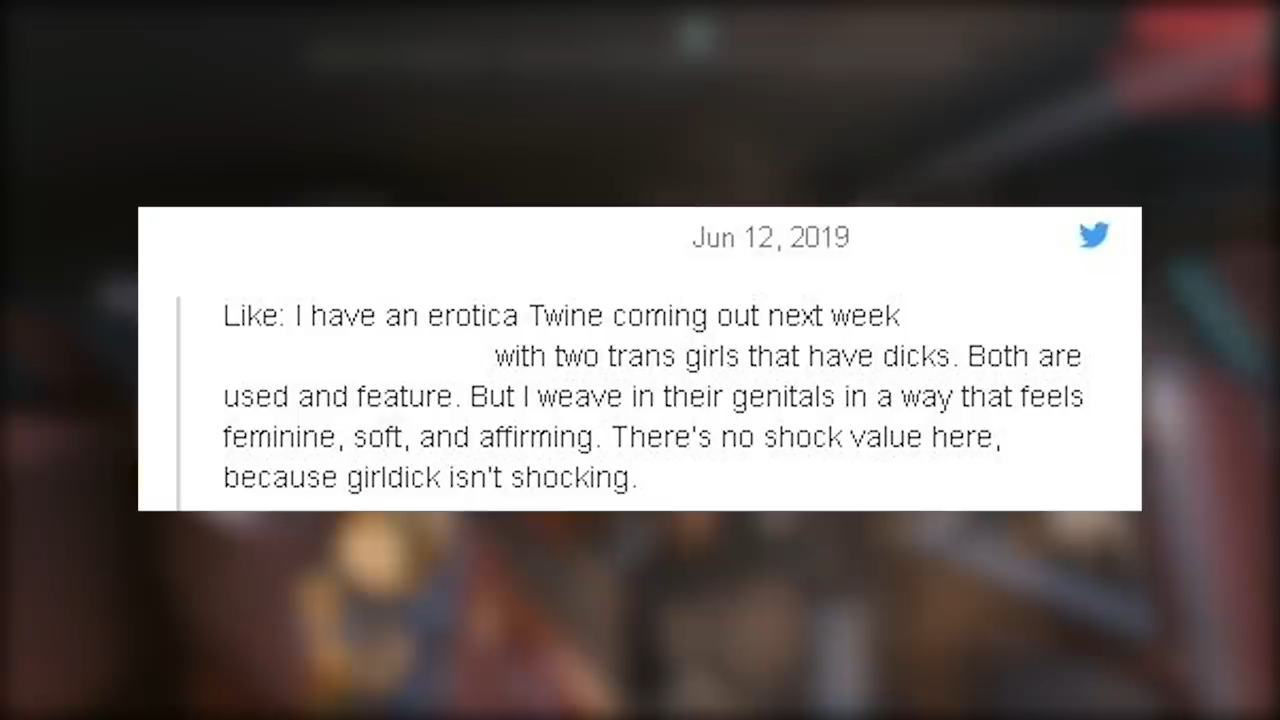 Jun 12, 2019
Like: I have an erotica Twine coming out next week
with two trans girls that have dicks. Both are
used and feature. But I weave in their genitals in a way that feels
feminine, soft, and affirming. There's no shock value here,
because girldick isn't shocking.